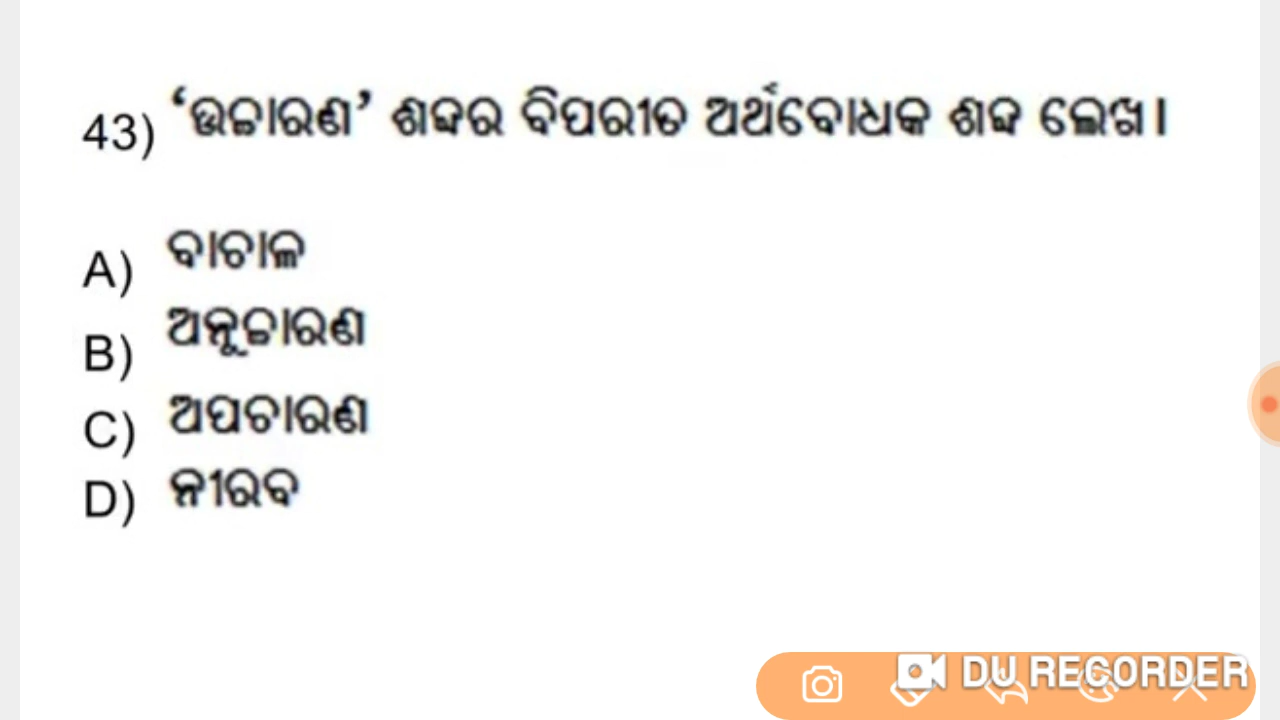 43) ‘ଉଚ୍ଚାରଣ’ ଶବ୍ଦର ବିପରୀତ ଅର୍ଥବୋଧକ ଶବ୍ଦ ଲେଖ।
A) ବାଚାଳ
B) ଅନୁଚ୍ଚାରଣ
C) ଅପଚାରଣ
D) ନୀରବ
DU RECORDER